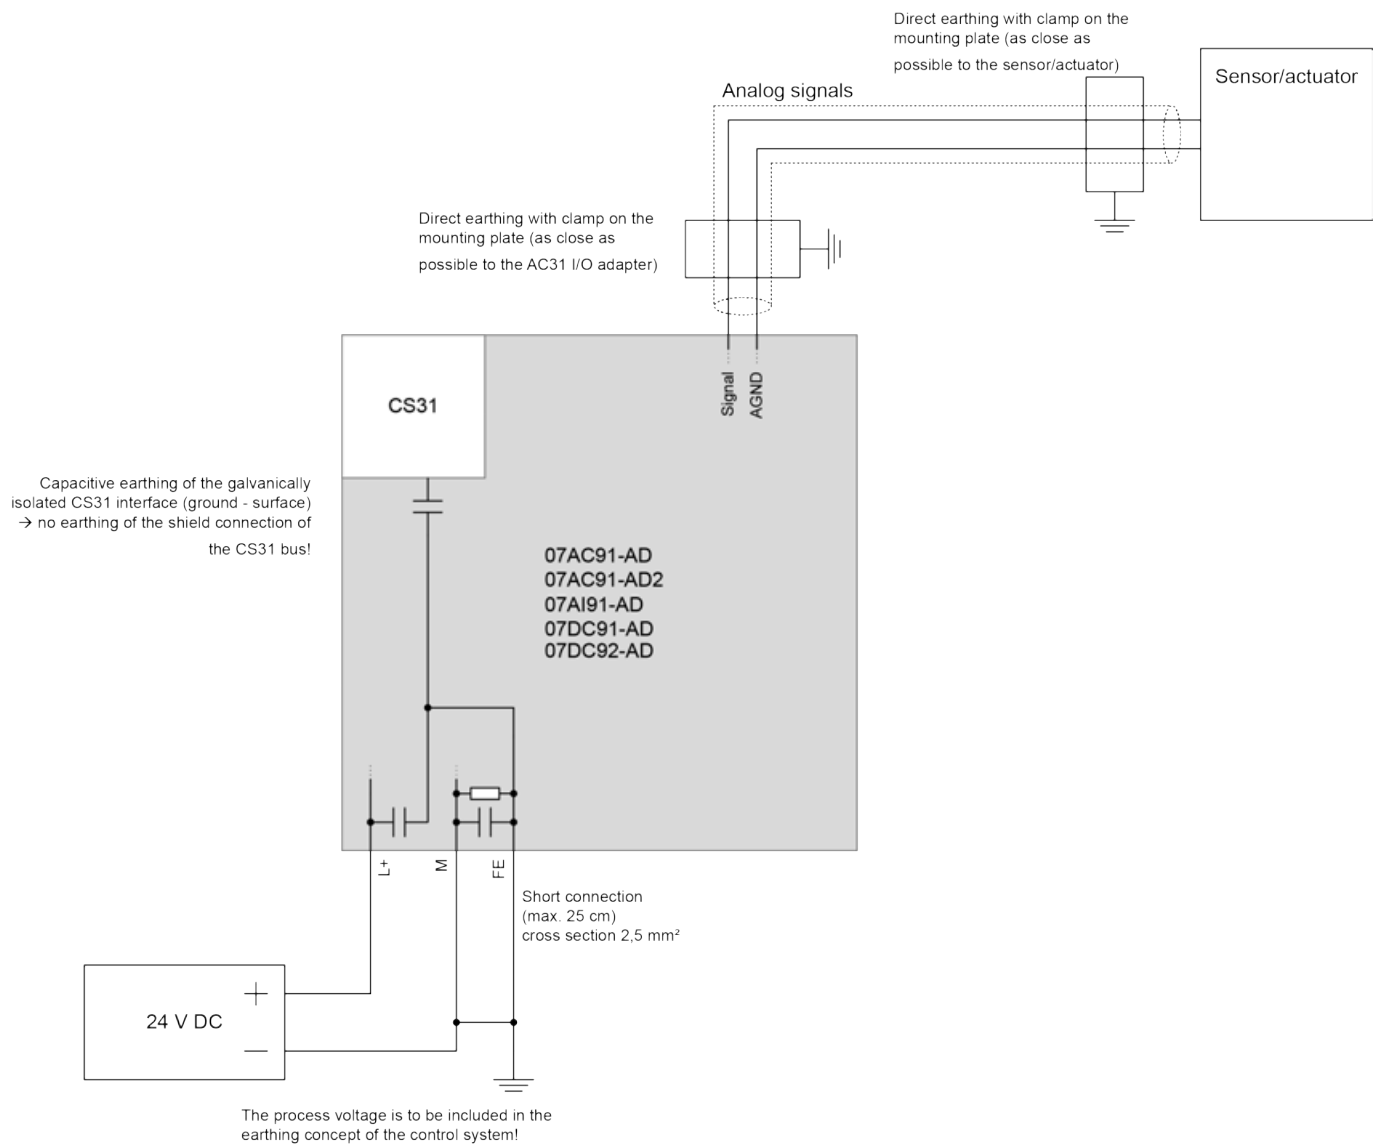 Direct earthing with clamp on the
mounting plate (as close as
possible to the sensor/actuator)
Sensor/actuator
Analog signals
Direct earthing with clamp on the
mounting plate (as close as
possible to the AC31 I/O adapter)
Signal
AGND
CS31
Capacitive earthing of the galvanically
isolated CS31 interface (ground - surface)
→ no earthing of the shield connection of
the CS31 bus!
07AC91-AD
07AC91-AD2
07AI91-AD
07DC91-AD
07DC92-AD
L+
M
FE
Short connection
(max. 25 cm)
cross section 2,5 mm²
24 V DC
+
—
The process voltage is to be included in the
earthing concept of the control system!